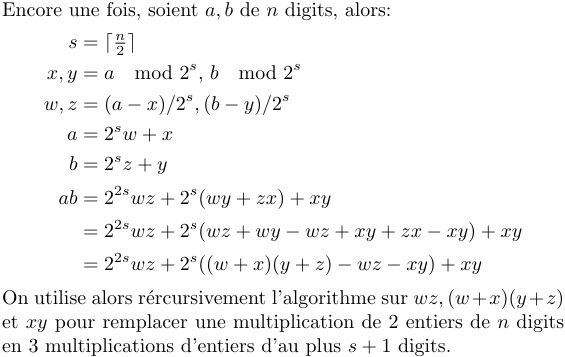 Encore une fois, soient a, b de n digits, alors:
s = ⌈n/2⌉
x, y = a mod 2^s, b mod 2^s
w, z = (a − x)/2^s, (b − y)/2^s
a = 2^s w + x
b = 2^s z + y
ab = 2^{2s} wz + 2^s (wy + zx) + xy
= 2^{2s} wz + 2^s (wz + wy − wz + xy + zx − xy) + xy
= 2^{2s} wz + 2^s ((w + x)(y + z) − wz − xy) + xy
On utilise alors rércursivement l'algorithme sur wz, (w + x)(y + z)
et xy pour remplacer une multiplication de 2 entiers de n digits
en 3 multiplications d'entiers d'au plus s + 1 digits.